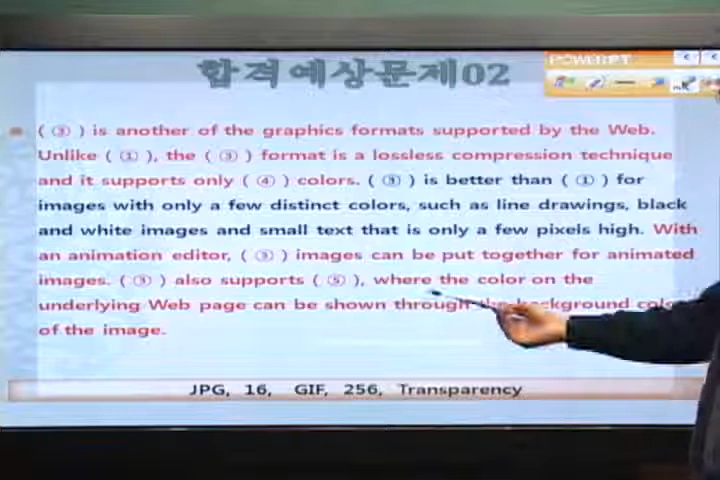 합격예상문제02
POWERPT
( ③ ) is another of the graphics formats supported by the Web.
Unlike ( ① ), the ( ③ ) format is a lossless compression technique
and it supports only ( ④ ) colors. ( ③ ) is better than ( ① ) for
images with only a few distinct colors, such as line drawings, black
and white images and small text that is only a few pixels high. With
an animation editor, ( ③ ) images can be put together for animated
images. ( ③ ) also supports ( ⑤ ), where the color on the
underlying Web page can be shown through the background
of the image.
JPG, 16, GIF, 256, Transparency